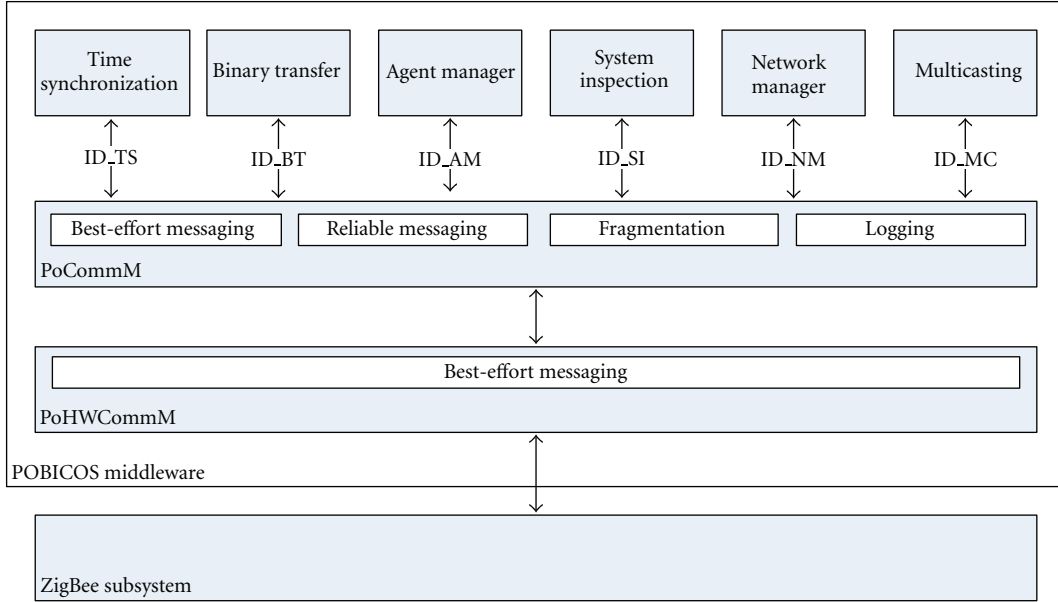 Time
synchronization
Binary transfer
Agent manager
System
inspection
Network
manager
Multicasting
ID_TS
ID_BT
ID_AM
ID_SI
ID_NM
ID_MC
Best-effort messaging
Reliable messaging
Fragmentation
Logging
PoCommM
Best-effort messaging
PoHWCommM
POBICOS middleware
ZigBee subsystem